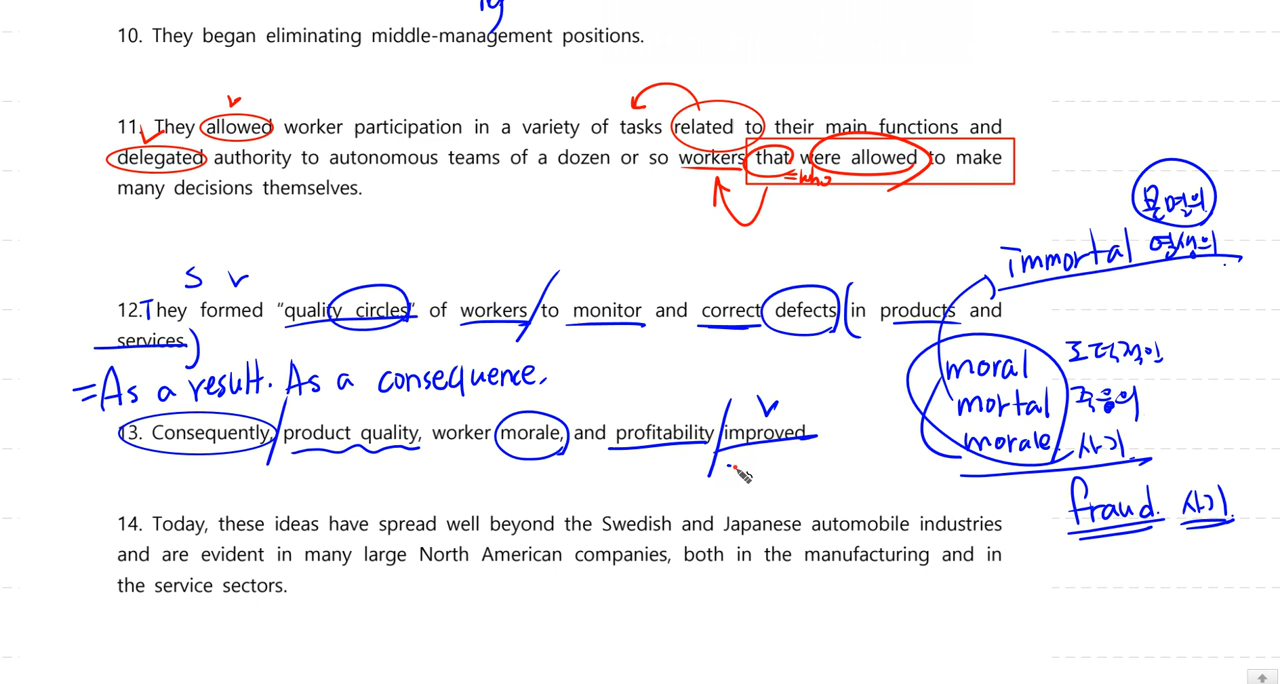 10. They began eliminating middle-management positions.
v
11. They allowed worker participation in a variety of tasks related to their main functions and
delegated authority to autonomous teams of a dozen or so workers that were allowed to make
=who
many decisions themselves.
불멸의
immortal 영생의
S v
12.They formed "quality circles" of workers to monitor and correct defects in products and
services.
moral 도덕적인
=As a result. As a consequence.
mortal 죽음의
v
13. Consequently, product quality, worker morale, and profitability improved
morale 사기.
fraud. 사기.
14. Today, these ideas have spread well beyond the Swedish and Japanese automobile industries
and are evident in many large North American companies, both in the manufacturing and in
the service sectors.